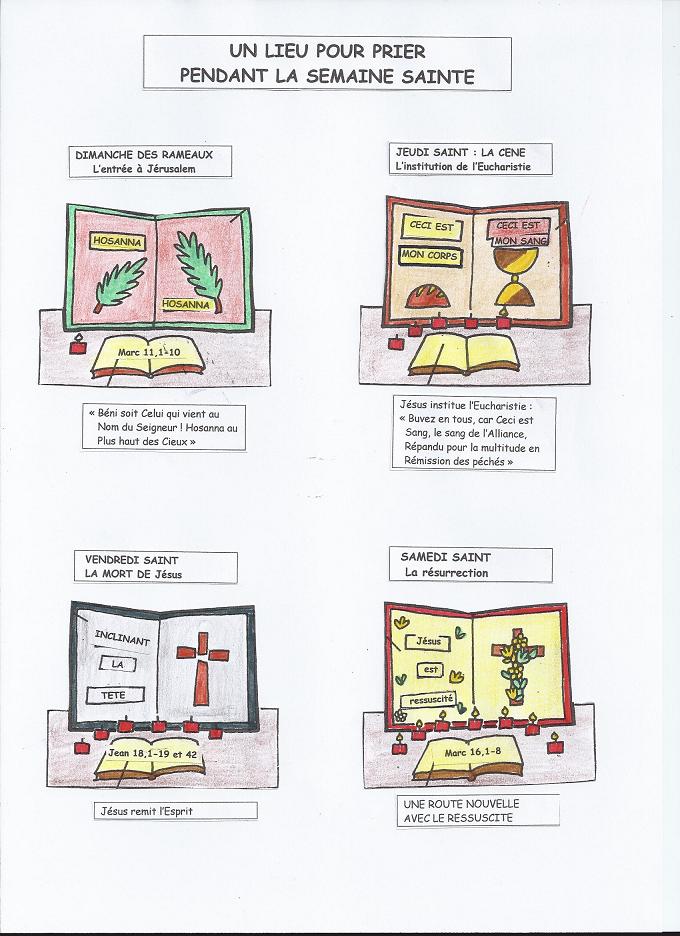 UN LIEU POUR PRIER
PENDANT LA SEMAINE SAINTE
DIMANCHE DES RAMEAUX
L'entrée à Jérusalem
HOSANNA
HOSANNA
Marc 11,1-10
« Béni soit Celui qui vient au
Nom du Seigneur ! Hosanna au
Plus haut des Cieux »
JEUDI SAINT : LA CENE
L'institution de l'Eucharistie
CECI EST
MON CORPS
CECI EST
MON SANG
Jésus institue l'Eucharistie :
« Buvez en tous, car Ceci est
Sang, le sang de l'Alliance,
Répandu pour la multitude en
Rémission des péchés »
VENDREDI SAINT
LA MORT DE Jésus
INCLINANT
LA
TETE
Jean 18,1-19 et 42
Jésus remit l'Esprit
SAMEDI SAINT
La résurrection
Jésus
est
ressuscité
Marc 16,1-8
UNE ROUTE NOUVELLE
AVEC LE RESSUSCITE